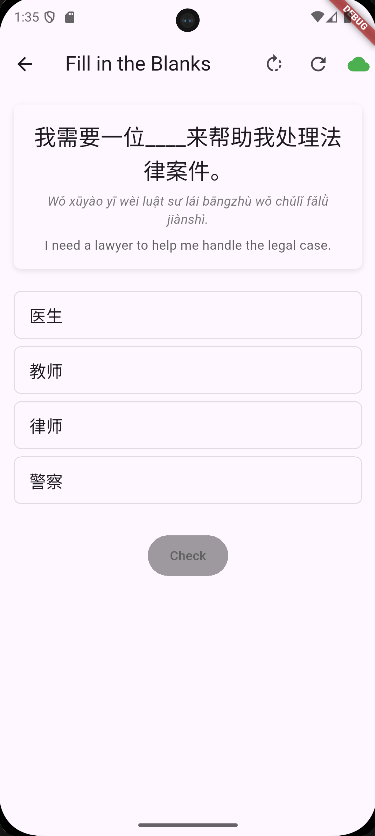 1:35
DEBUG
Fill in the Blanks
我需要一位____来帮助我处理法
律案件。
Wǒ xūyào yī wèi luật sư lái bāngzhù wǒ chǔlǐ fǎlǜ
jiànshì.
I need a lawyer to help me handle the legal case.
医生
教师
律师
警察
Check